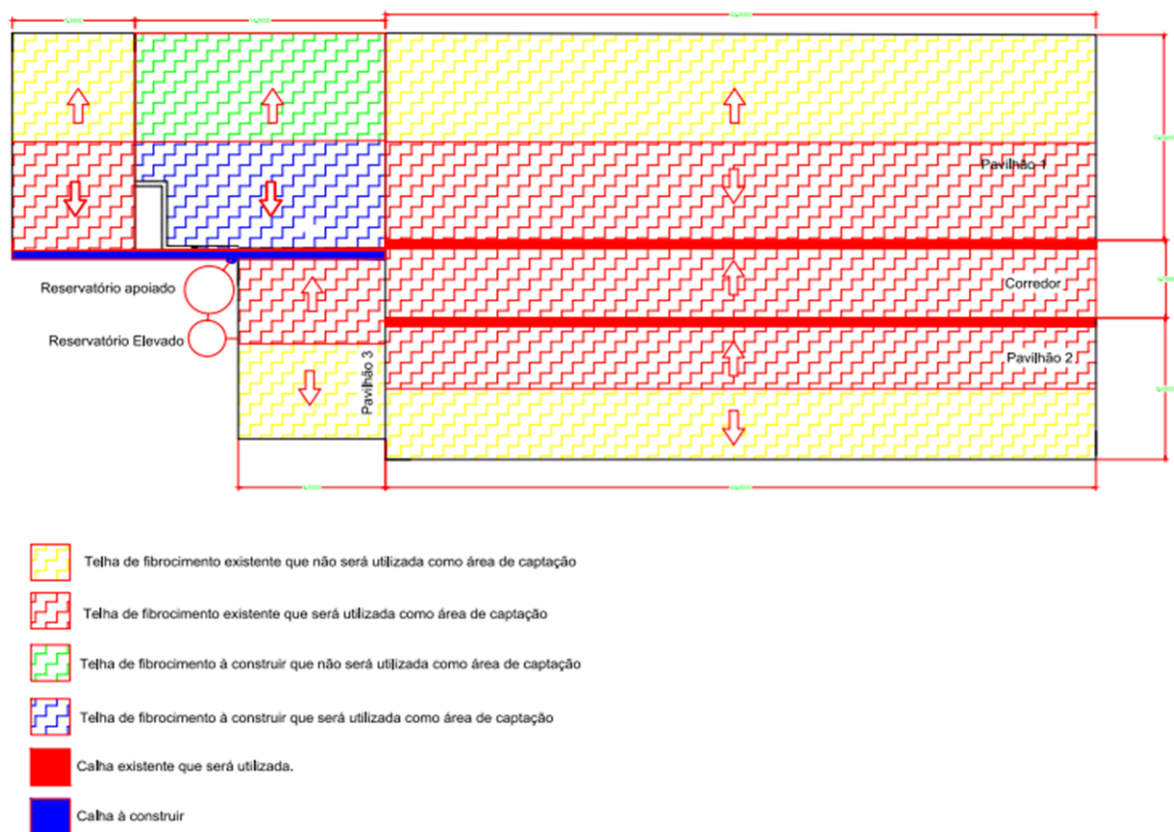 Pavilhão 1
Corredor
Reservatório apoiado
Reservatório Elevado
Pavilhão 2
Pavilhão 3
Telha de fibrocimento existente que não será utilizada como área de captação
Telha de fibrocimento existente que será utilizada como área de captação
Telha de fibrocimento à construir que não será utilizada como área de captação
Telha de fibrocimento à construir que será utilizada como área de captação
Calha existente que será utilizada.
Calha à construir